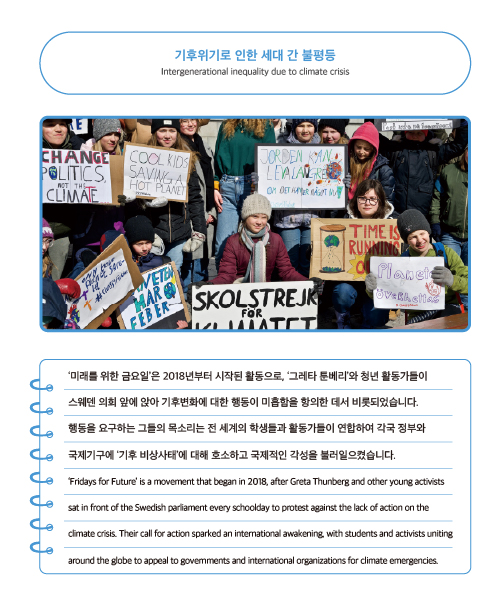 기후위기로 인한 세대 간 불평등
Intergenerational inequality due to climate crisis
CHANGE
POLITICS,
NOT THE
CLIMATE
COOL KIDS
SAVING A
HOT PLANET
JORDEN KAN
LEVA LÄNGRE
TIME IS
RUNNING
PLANETEN
MÅR
FEBER
SKOLSTREJK
FÖR
KLIMATET
Planeta
överhettas
‘미래를 위한 금요일’은 2018년부터 시작된 활동으로, ‘그레타 툰베리’와 청년 활동가들이
스웨덴 의회 앞에 앉아 기후변화에 대한 행동이 미흡함을 항의한 데서 비롯되었습니다.
행동을 요구하는 그들의 목소리는 전 세계의 학생들과 활동가들이 연합하여 각국 정부와
국제기구에 ‘기후 비상사태’에 대해 호소하고 국제적인 각성을 불러일으켰습니다.
‘Fridays for Future’ is a movement that began in 2018, after Greta Thunberg and other young activists
sat in front of the Swedish parliament every schoolday to protest against the lack of action on the
climate crisis. Their call for action sparked an international awakening, with students and activists uniting
around the globe to appeal to governments and international organizations for climate emergencies.